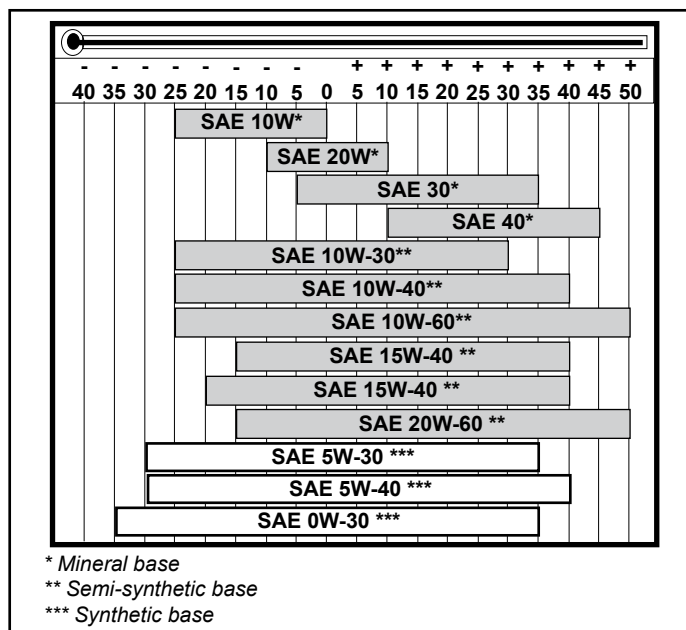 - - - - - - - - + + + + + + + + + +
40 35 30 25 20 15 10 5 0 5 10 15 20 25 30 35 40 45 50
SAE 10W*
SAE 20W*
SAE 30*
SAE 40*
SAE 10W-30**
SAE 10W-40**
SAE 10W-60**
SAE 15W-40 **
SAE 15W-40 **
SAE 20W-60 **
SAE 5W-30 ***
SAE 5W-40 ***
SAE 0W-30 ***
* Mineral base
** Semi-synthetic base
*** Synthetic base